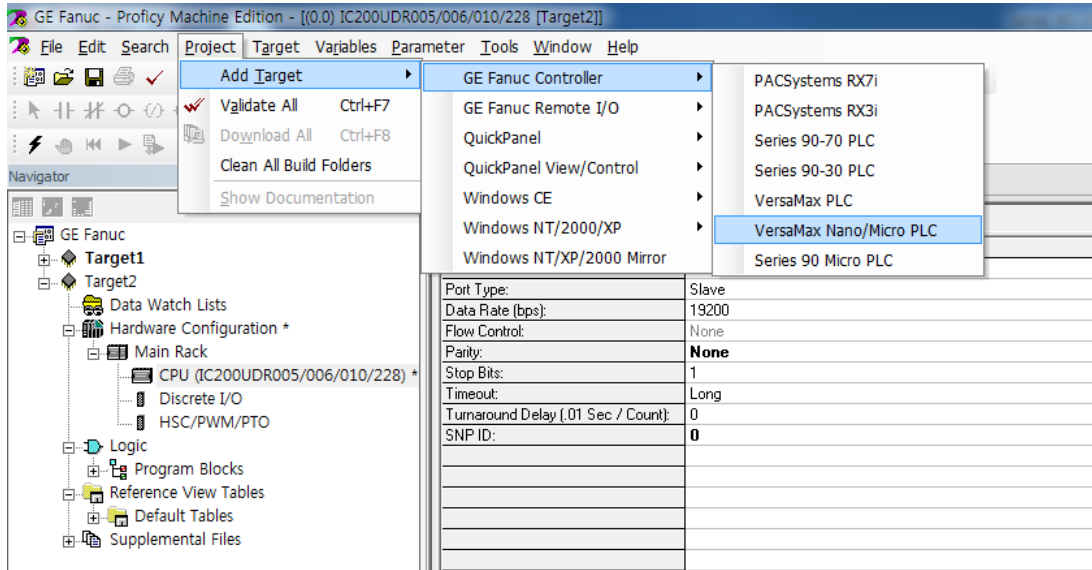 GE Fanuc - Proficy Machine Edition - [(0.0) IC200UDR005/006/010/228 [Target2]]
File Edit Search Project Target Variables Parameter Tools Window Help
Add Target
Validate All Ctrl+F7
Download All Ctrl+F8
Clean All Build Folders
Show Documentation
GE Fanuc Controller
GE Fanuc Remote I/O
QuickPanel
QuickPanel View/Control
Windows CE
Windows NT/2000/XP
Windows NT/XP/2000 Mirror
PACSystems RX7i
PACSystems RX3i
Series 90-70 PLC
Series 90-30 PLC
VersaMax PLC
VersaMax Nano/Micro PLC
Series 90 Micro PLC
Navigator
GE Fanuc
Target1
Target2
Data Watch Lists
Hardware Configuration *
Main Rack
CPU (IC200UDR005/006/010/228) *
Discrete I/O
HSC/PWM/PTO
Logic
Program Blocks
Reference View Tables
Default Tables
Supplemental Files
Port Type: Slave
Data Rate (bps): 19200
Flow Control: None
Parity: None
Stop Bits: 1
Timeout: Long
Turnaround Delay (.01 Sec / Count): 0
SNP ID: 0